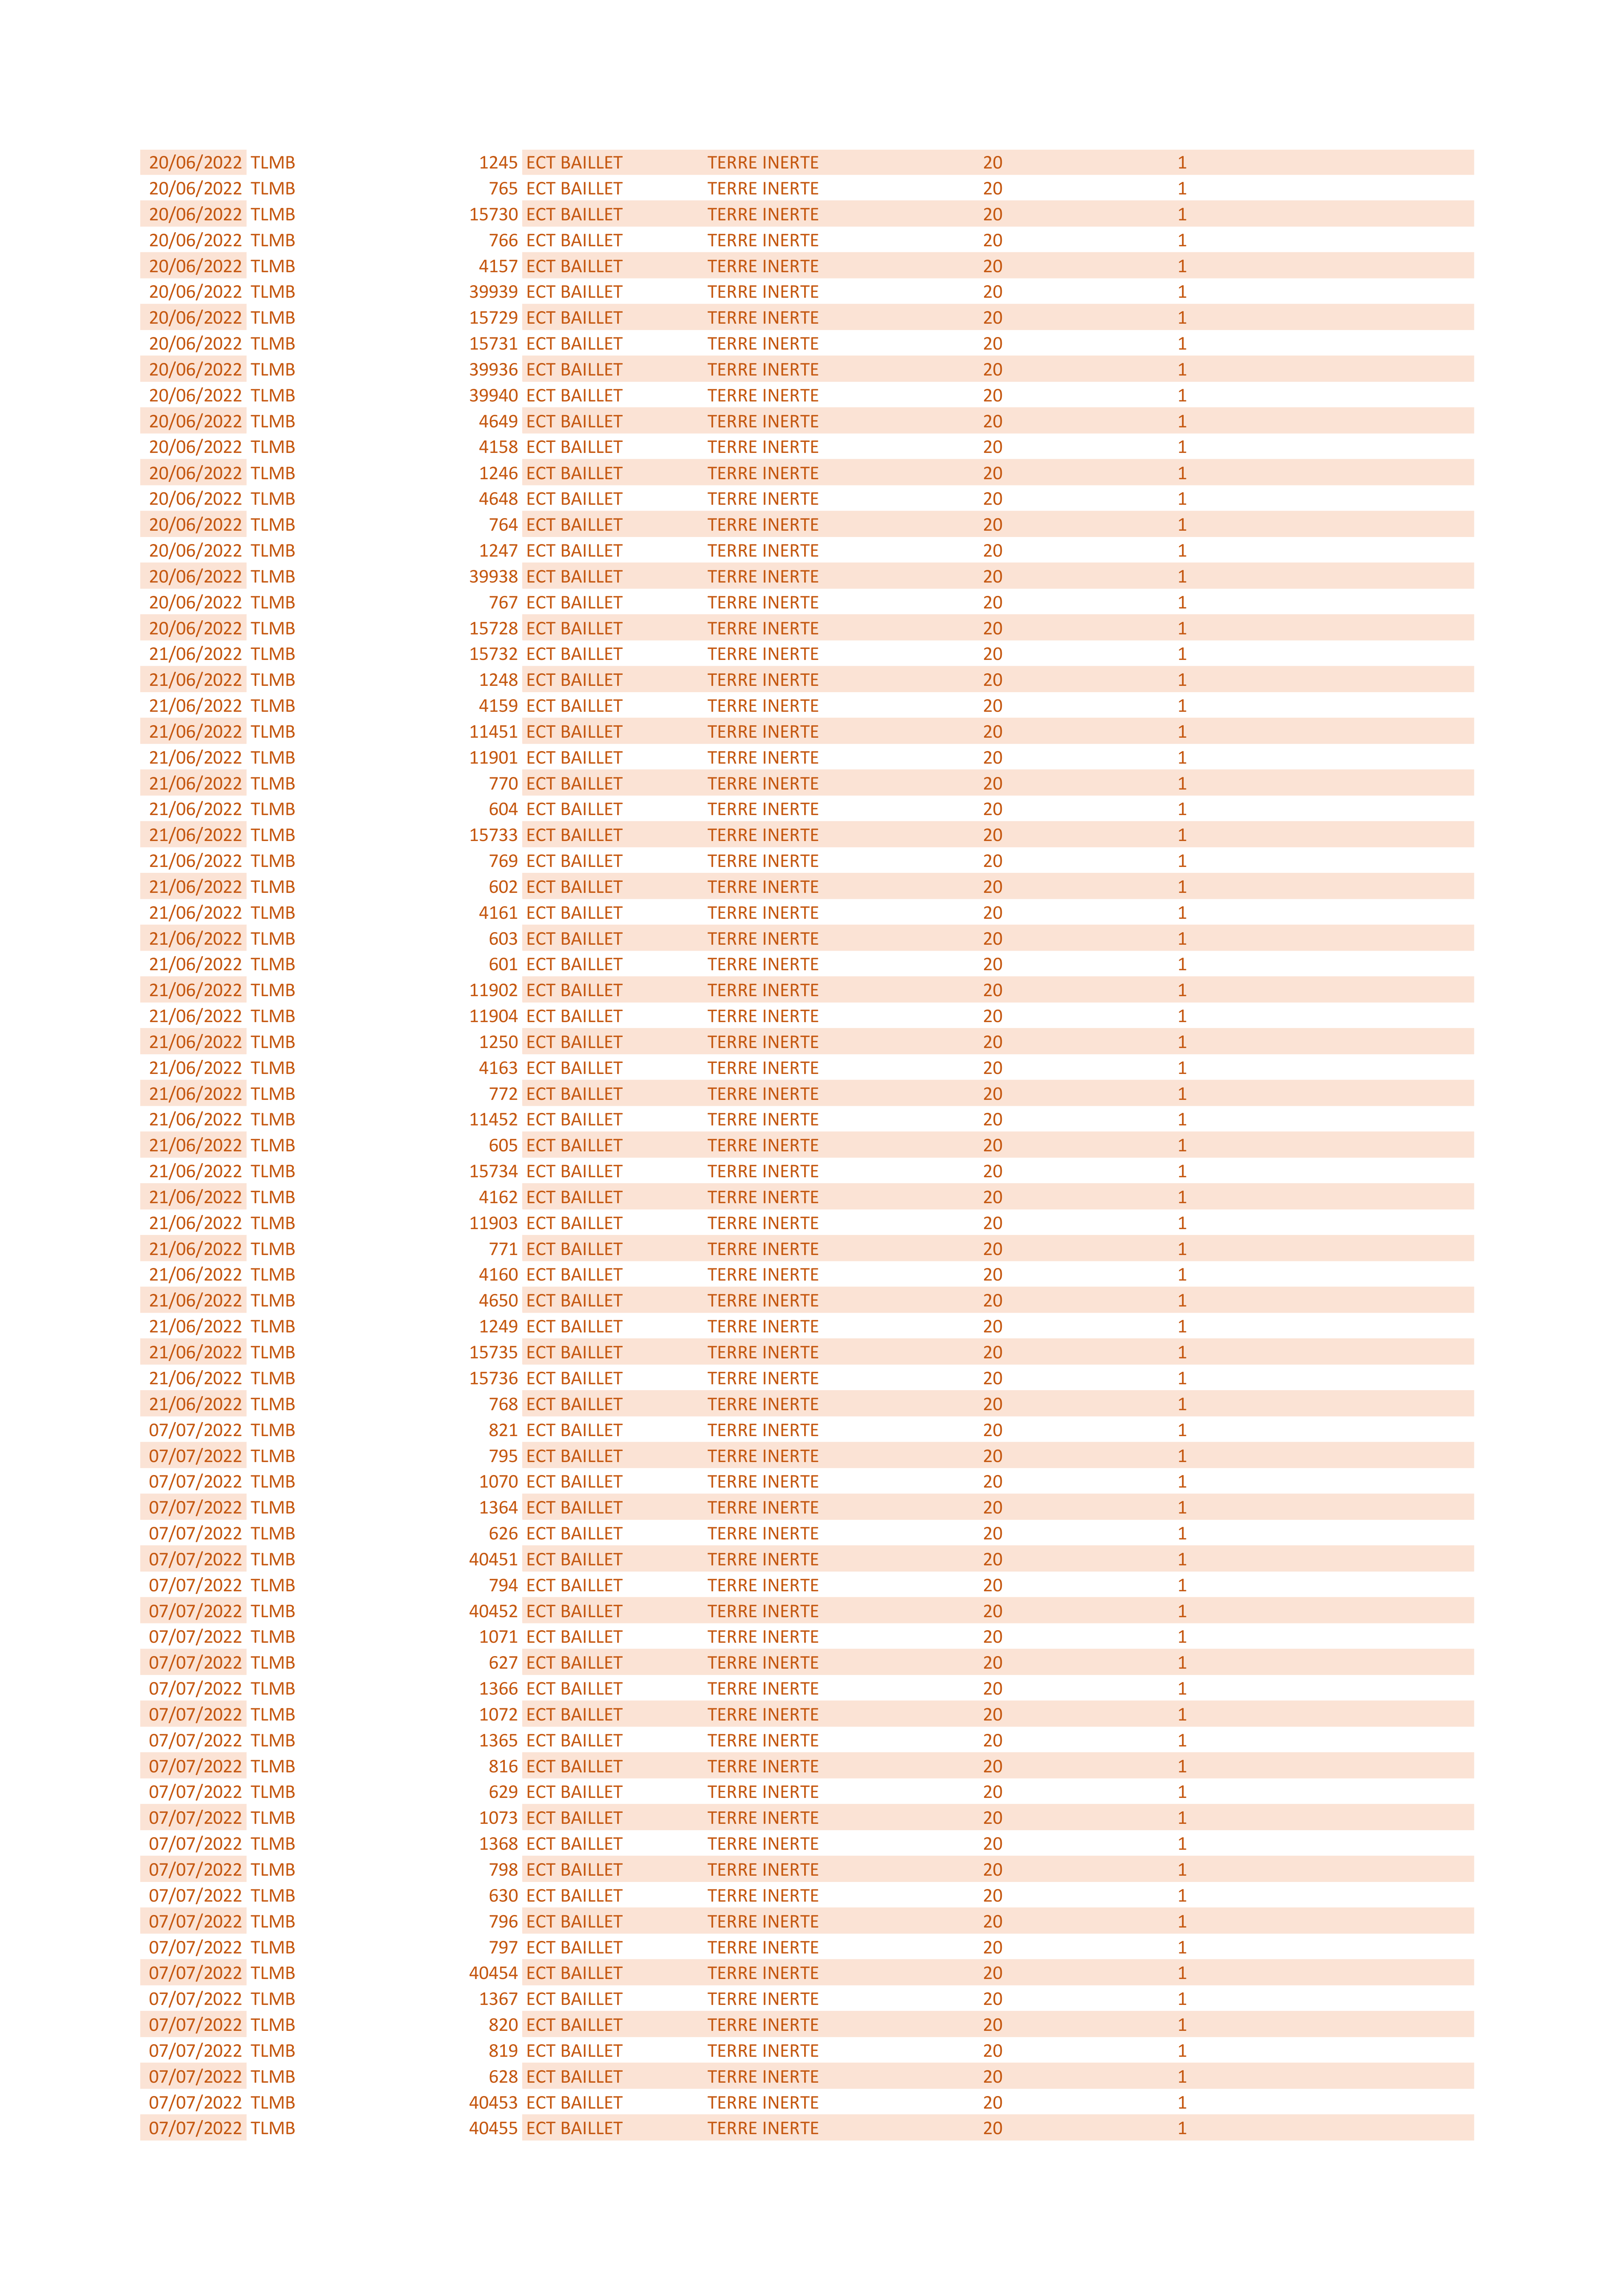 20/06/2022 TLMB 1245 ECT BAILLET TERRE INERTE 20 1
20/06/2022 TLMB 765 ECT BAILLET TERRE INERTE 20 1
20/06/2022 TLMB 15730 ECT BAILLET TERRE INERTE 20 1
20/06/2022 TLMB 766 ECT BAILLET TERRE INERTE 20 1
20/06/2022 TLMB 4157 ECT BAILLET TERRE INERTE 20 1
20/06/2022 TLMB 39939 ECT BAILLET TERRE INERTE 20 1
20/06/2022 TLMB 15729 ECT BAILLET TERRE INERTE 20 1
20/06/2022 TLMB 15731 ECT BAILLET TERRE INERTE 20 1
20/06/2022 TLMB 39936 ECT BAILLET TERRE INERTE 20 1
20/06/2022 TLMB 39940 ECT BAILLET TERRE INERTE 20 1
20/06/2022 TLMB 4649 ECT BAILLET TERRE INERTE 20 1
20/06/2022 TLMB 4158 ECT BAILLET TERRE INERTE 20 1
20/06/2022 TLMB 1246 ECT BAILLET TERRE INERTE 20 1
20/06/2022 TLMB 4648 ECT BAILLET TERRE INERTE 20 1
20/06/2022 TLMB 764 ECT BAILLET TERRE INERTE 20 1
20/06/2022 TLMB 1247 ECT BAILLET TERRE INERTE 20 1
20/06/2022 TLMB 39938 ECT BAILLET TERRE INERTE 20 1
20/06/2022 TLMB 767 ECT BAILLET TERRE INERTE 20 1
20/06/2022 TLMB 15728 ECT BAILLET TERRE INERTE 20 1
21/06/2022 TLMB 15732 ECT BAILLET TERRE INERTE 20 1
21/06/2022 TLMB 1248 ECT BAILLET TERRE INERTE 20 1
21/06/2022 TLMB 4159 ECT BAILLET TERRE INERTE 20 1
21/06/2022 TLMB 11451 ECT BAILLET TERRE INERTE 20 1
21/06/2022 TLMB 11901 ECT BAILLET TERRE INERTE 20 1
21/06/2022 TLMB 770 ECT BAILLET TERRE INERTE 20 1
21/06/2022 TLMB 604 ECT BAILLET TERRE INERTE 20 1
21/06/2022 TLMB 15733 ECT BAILLET TERRE INERTE 20 1
21/06/2022 TLMB 769 ECT BAILLET TERRE INERTE 20 1
21/06/2022 TLMB 602 ECT BAILLET TERRE INERTE 20 1
21/06/2022 TLMB 4161 ECT BAILLET TERRE INERTE 20 1
21/06/2022 TLMB 603 ECT BAILLET TERRE INERTE 20 1
21/06/2022 TLMB 601 ECT BAILLET TERRE INERTE 20 1
21/06/2022 TLMB 11902 ECT BAILLET TERRE INERTE 20 1
21/06/2022 TLMB 11904 ECT BAILLET TERRE INERTE 20 1
21/06/2022 TLMB 1250 ECT BAILLET TERRE INERTE 20 1
21/06/2022 TLMB 4163 ECT BAILLET TERRE INERTE 20 1
21/06/2022 TLMB 772 ECT BAILLET TERRE INERTE 20 1
21/06/2022 TLMB 11452 ECT BAILLET TERRE INERTE 20 1
21/06/2022 TLMB 605 ECT BAILLET TERRE INERTE 20 1
21/06/2022 TLMB 15734 ECT BAILLET TERRE INERTE 20 1
21/06/2022 TLMB 4162 ECT BAILLET TERRE INERTE 20 1
21/06/2022 TLMB 11903 ECT BAILLET TERRE INERTE 20 1
21/06/2022 TLMB 771 ECT BAILLET TERRE INERTE 20 1
21/06/2022 TLMB 4160 ECT BAILLET TERRE INERTE 20 1
21/06/2022 TLMB 4650 ECT BAILLET TERRE INERTE 20 1
21/06/2022 TLMB 1249 ECT BAILLET TERRE INERTE 20 1
21/06/2022 TLMB 15735 ECT BAILLET TERRE INERTE 20 1
21/06/2022 TLMB 15736 ECT BAILLET TERRE INERTE 20 1
21/06/2022 TLMB 768 ECT BAILLET TERRE INERTE 20 1
07/07/2022 TLMB 821 ECT BAILLET TERRE INERTE 20 1
07/07/2022 TLMB 795 ECT BAILLET TERRE INERTE 20 1
07/07/2022 TLMB 1070 ECT BAILLET TERRE INERTE 20 1
07/07/2022 TLMB 1364 ECT BAILLET TERRE INERTE 20 1
07/07/2022 TLMB 626 ECT BAILLET TERRE INERTE 20 1
07/07/2022 TLMB 40451 ECT BAILLET TERRE INERTE 20 1
07/07/2022 TLMB 794 ECT BAILLET TERRE INERTE 20 1
07/07/2022 TLMB 40452 ECT BAILLET TERRE INERTE 20 1
07/07/2022 TLMB 1071 ECT BAILLET TERRE INERTE 20 1
07/07/2022 TLMB 627 ECT BAILLET TERRE INERTE 20 1
07/07/2022 TLMB 1366 ECT BAILLET TERRE INERTE 20 1
07/07/2022 TLMB 1072 ECT BAILLET TERRE INERTE 20 1
07/07/2022 TLMB 1365 ECT BAILLET TERRE INERTE 20 1
07/07/2022 TLMB 816 ECT BAILLET TERRE INERTE 20 1
07/07/2022 TLMB 629 ECT BAILLET TERRE INERTE 20 1
07/07/2022 TLMB 1073 ECT BAILLET TERRE INERTE 20 1
07/07/2022 TLMB 1368 ECT BAILLET TERRE INERTE 20 1
07/07/2022 TLMB 798 ECT BAILLET TERRE INERTE 20 1
07/07/2022 TLMB 630 ECT BAILLET TERRE INERTE 20 1
07/07/2022 TLMB 796 ECT BAILLET TERRE INERTE 20 1
07/07/2022 TLMB 797 ECT BAILLET TERRE INERTE 20 1
07/07/2022 TLMB 40454 ECT BAILLET TERRE INERTE 20 1
07/07/2022 TLMB 1367 ECT BAILLET TERRE INERTE 20 1
07/07/2022 TLMB 820 ECT BAILLET TERRE INERTE 20 1
07/07/2022 TLMB 819 ECT BAILLET TERRE INERTE 20 1
07/07/2022 TLMB 628 ECT BAILLET TERRE INERTE 20 1
07/07/2022 TLMB 40453 ECT BAILLET TERRE INERTE 20 1
07/07/2022 TLMB 40455 ECT BAILLET TERRE INERTE 20 1